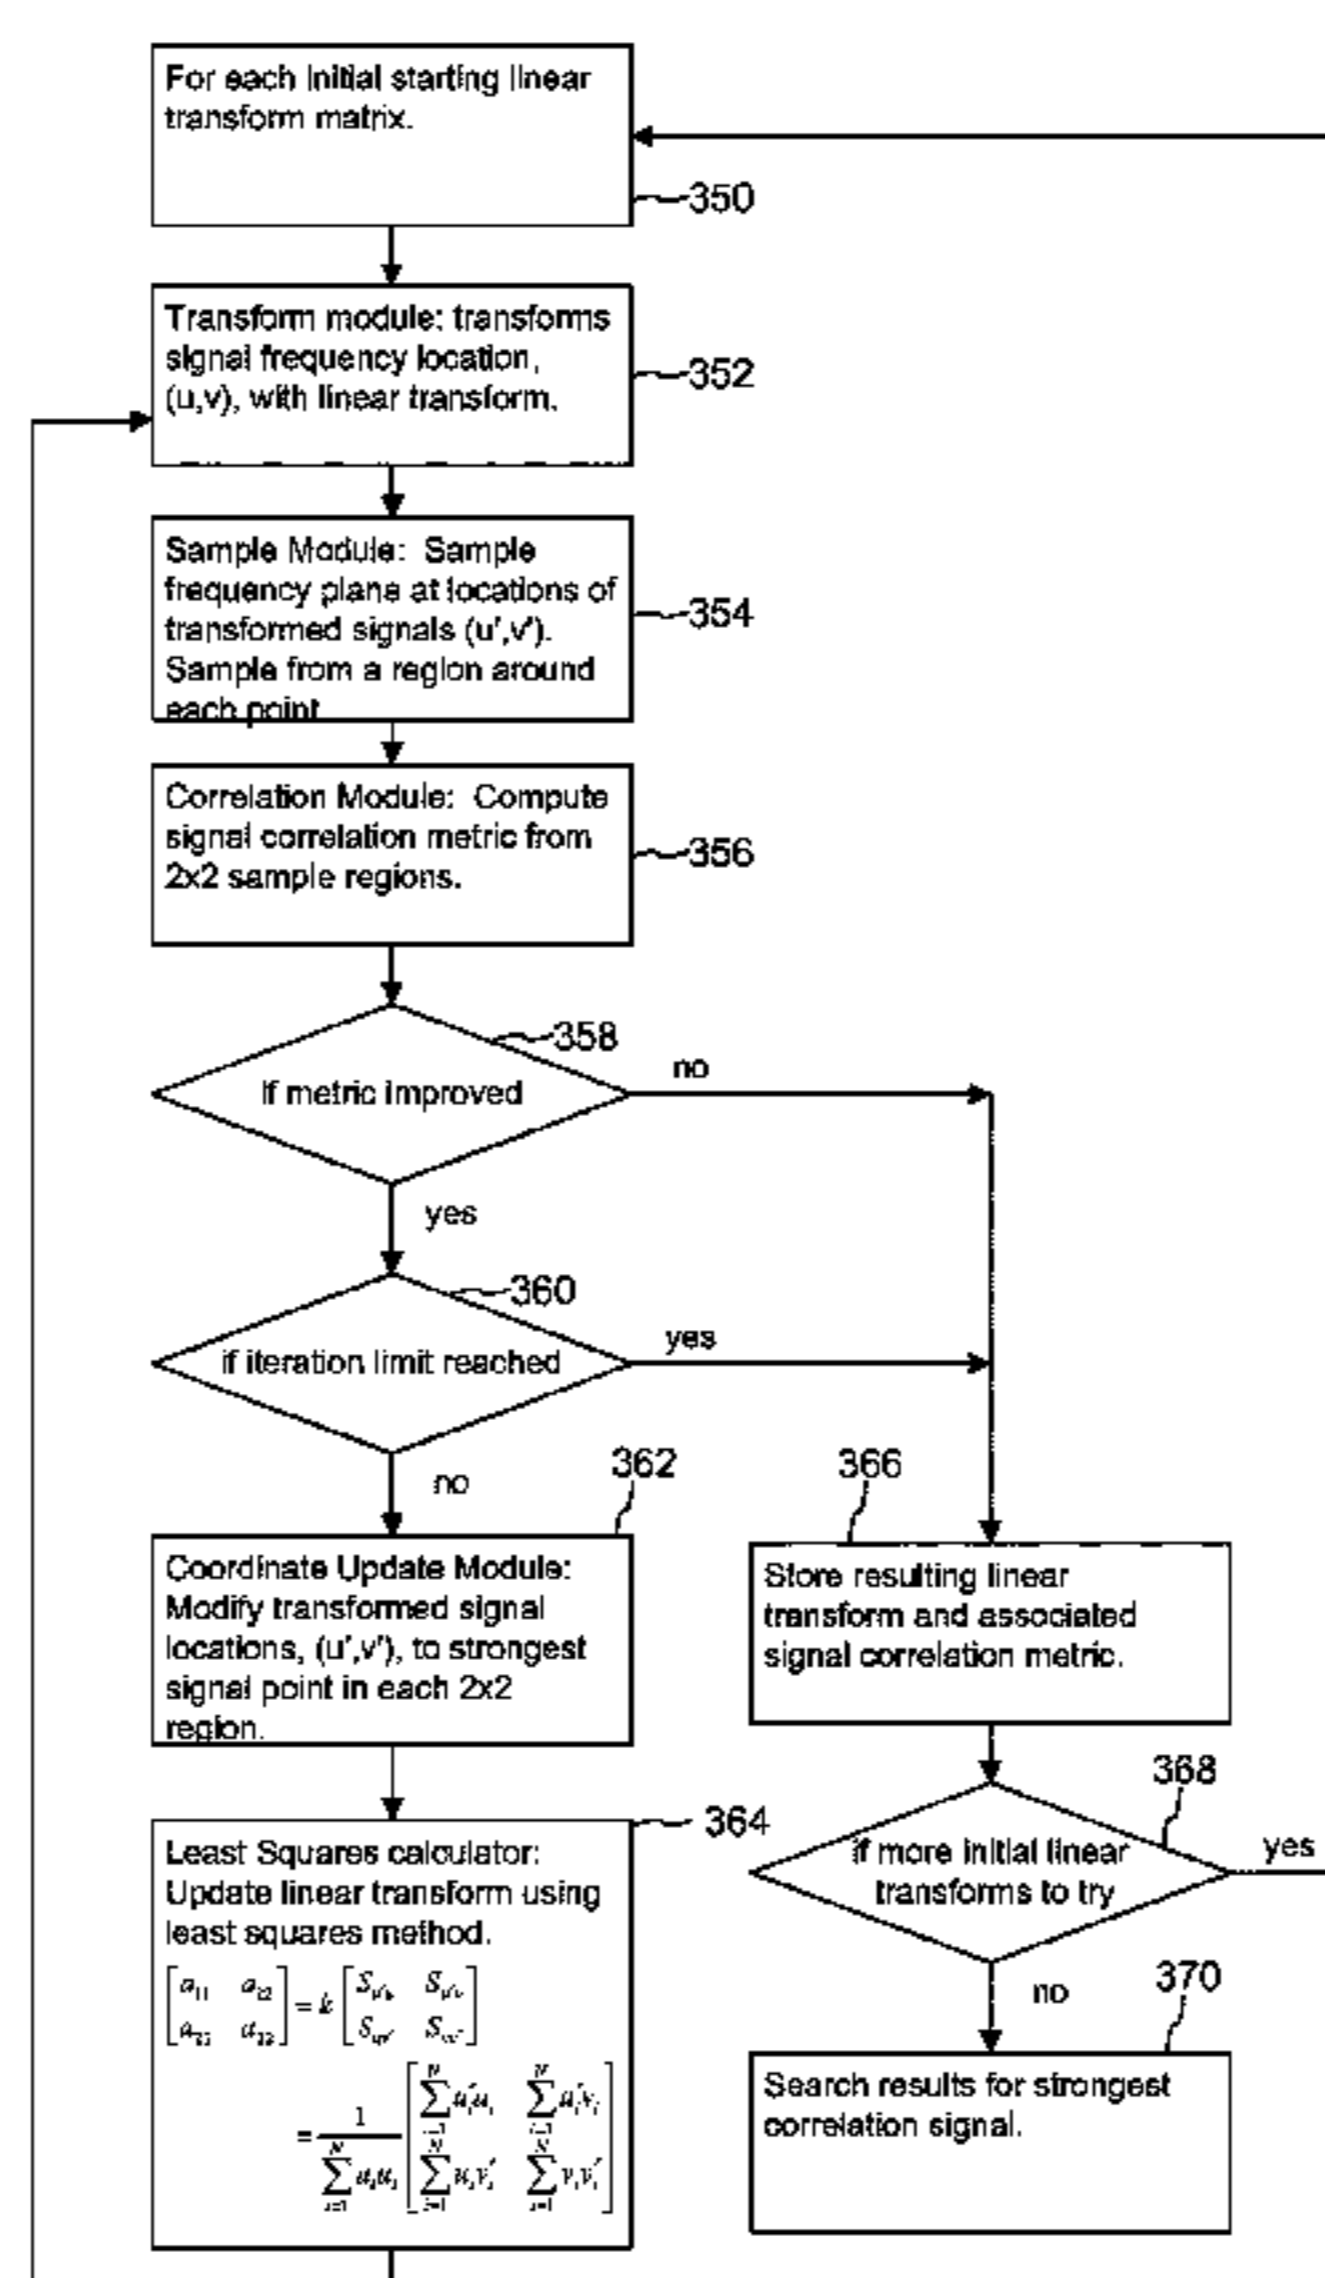 For each initial starting linear
transform matrix.
350
Transform module: transforms
signal frequency location,
(u,v), with linear transform.
352
Sample Module: Sample
frequency plane at locations of
transformed signals (u',v').
Sample from a region around
each point
354
Correlation Module: Compute
signal correlation metric from
2x2 sample regions.
356
358
If metric improved
no
yes
360
if iteration limit reached
yes
no
362
Coordinate Update Module:
Modify transformed signal
locations, (u',v'), to strongest
signal point in each 2x2
region.
364
Least Squares calculator:
Update linear transform using
least squares method.
= k
= 1
366
Store resulting linear
transform and associated
signal correlation metric.
368
if more initial linear
transforms to try
yes
no
370
Search results for strongest
correlation signal.